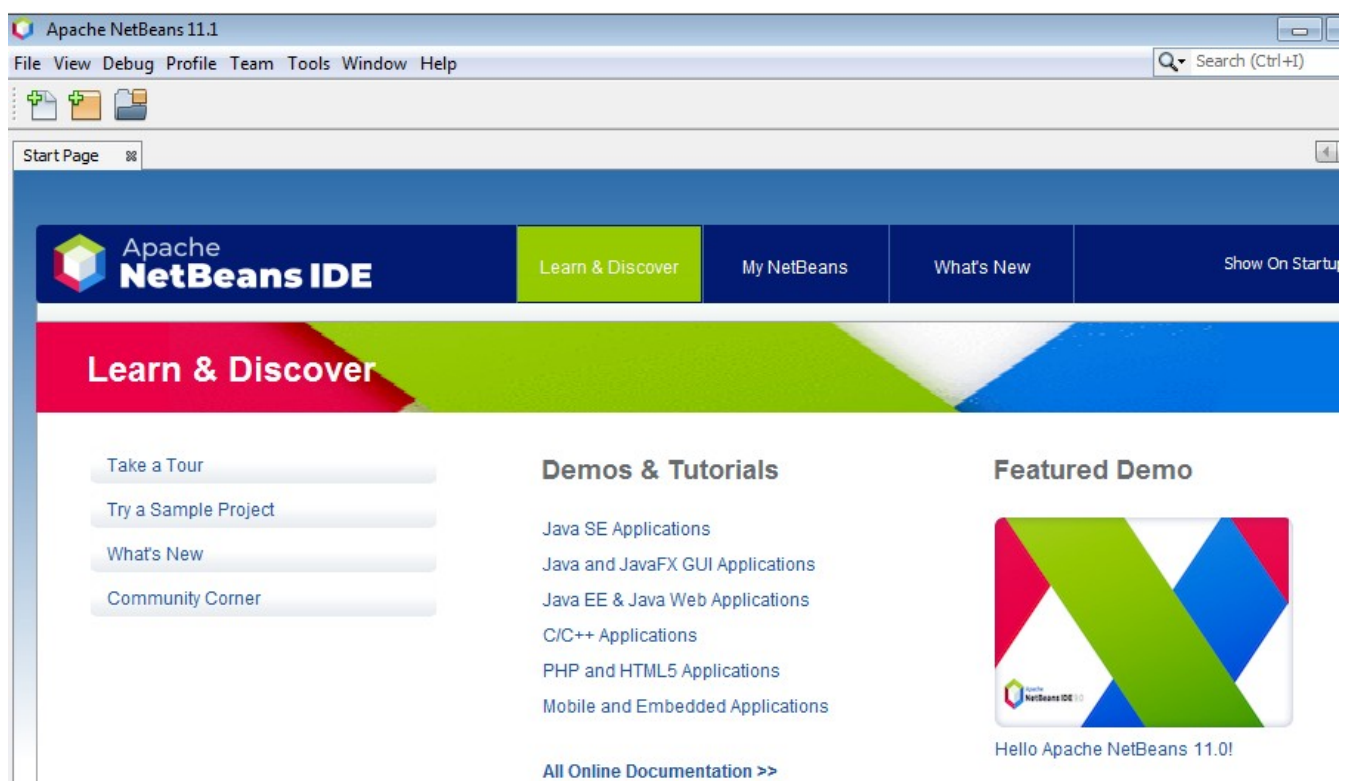 Apache NetBeans 11.1
File View Debug Profile Team Tools Window Help
Search (Ctrl+I)
Start Page
Apache
NetBeans IDE
Learn & Discover
My NetBeans
What's New
Show On Startup
Learn & Discover
Take a Tour
Try a Sample Project
What's New
Community Corner
Demos & Tutorials
Java SE Applications
Java and JavaFX GUI Applications
Java EE & Java Web Applications
C/C++ Applications
PHP and HTML5 Applications
Mobile and Embedded Applications
All Online Documentation >>
Featured Demo
Apache
NetBeans IDE
Hello Apache NetBeans 11.0!